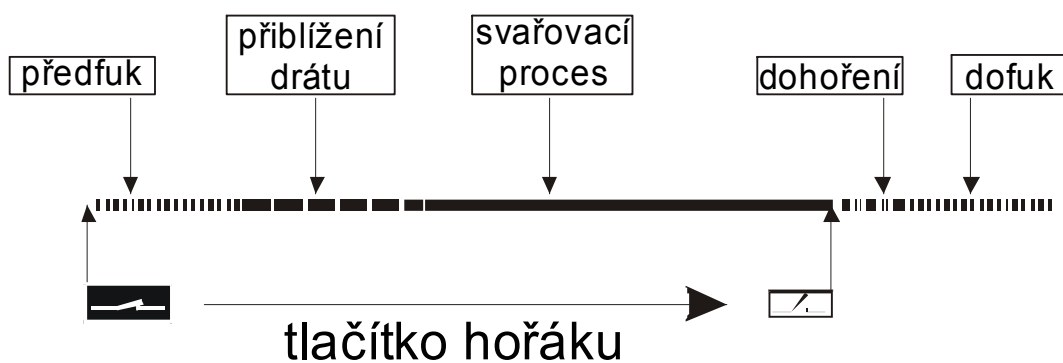 předfuk
přiblížení
drátu
svařovací
proces
dohoření
dofuk
tlačítko hořáku